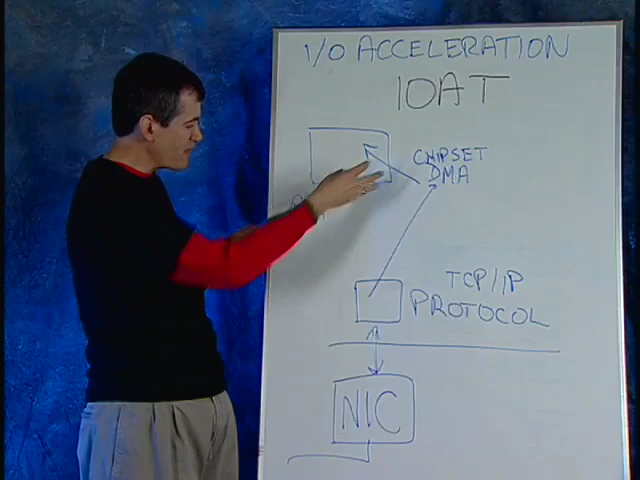 I/O ACCELERATION
IOAT
CHIPSET
DMA
TCP/IP
PROTOCOL
NIC